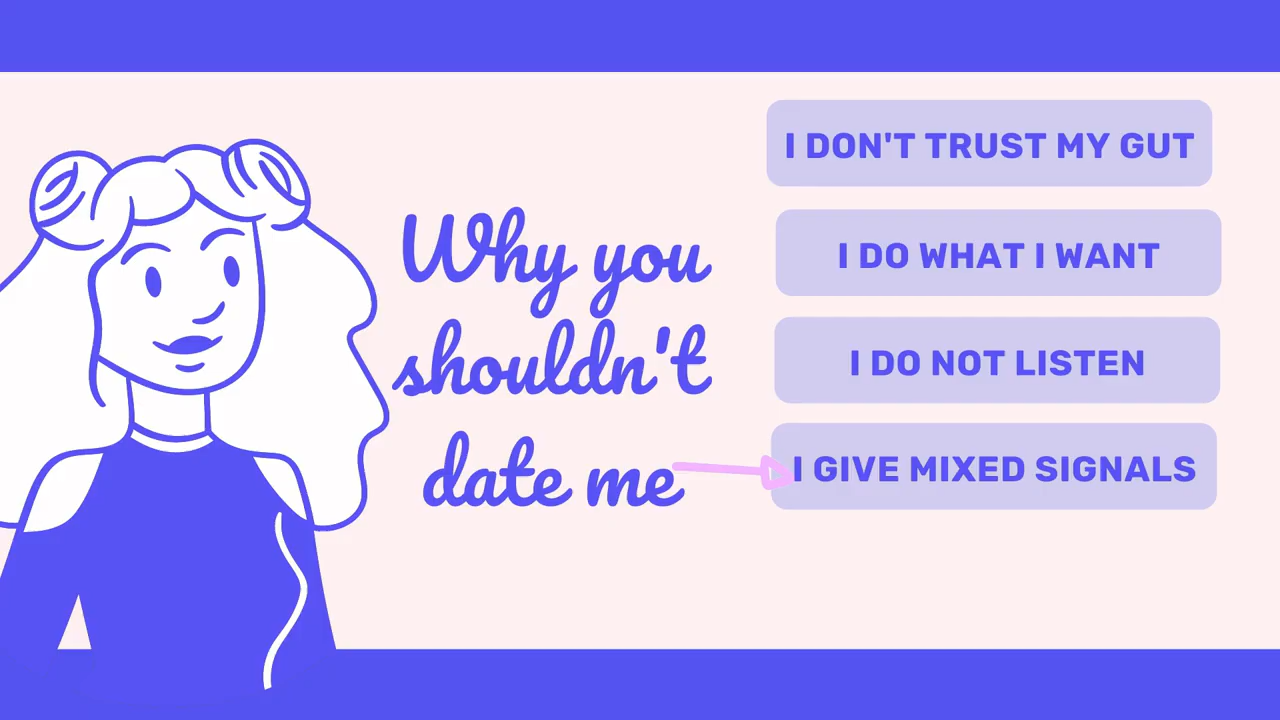 Why you
shouldn't
date me
I DON'T TRUST MY GUT
I DO WHAT I WANT
I DO NOT LISTEN
I GIVE MIXED SIGNALS